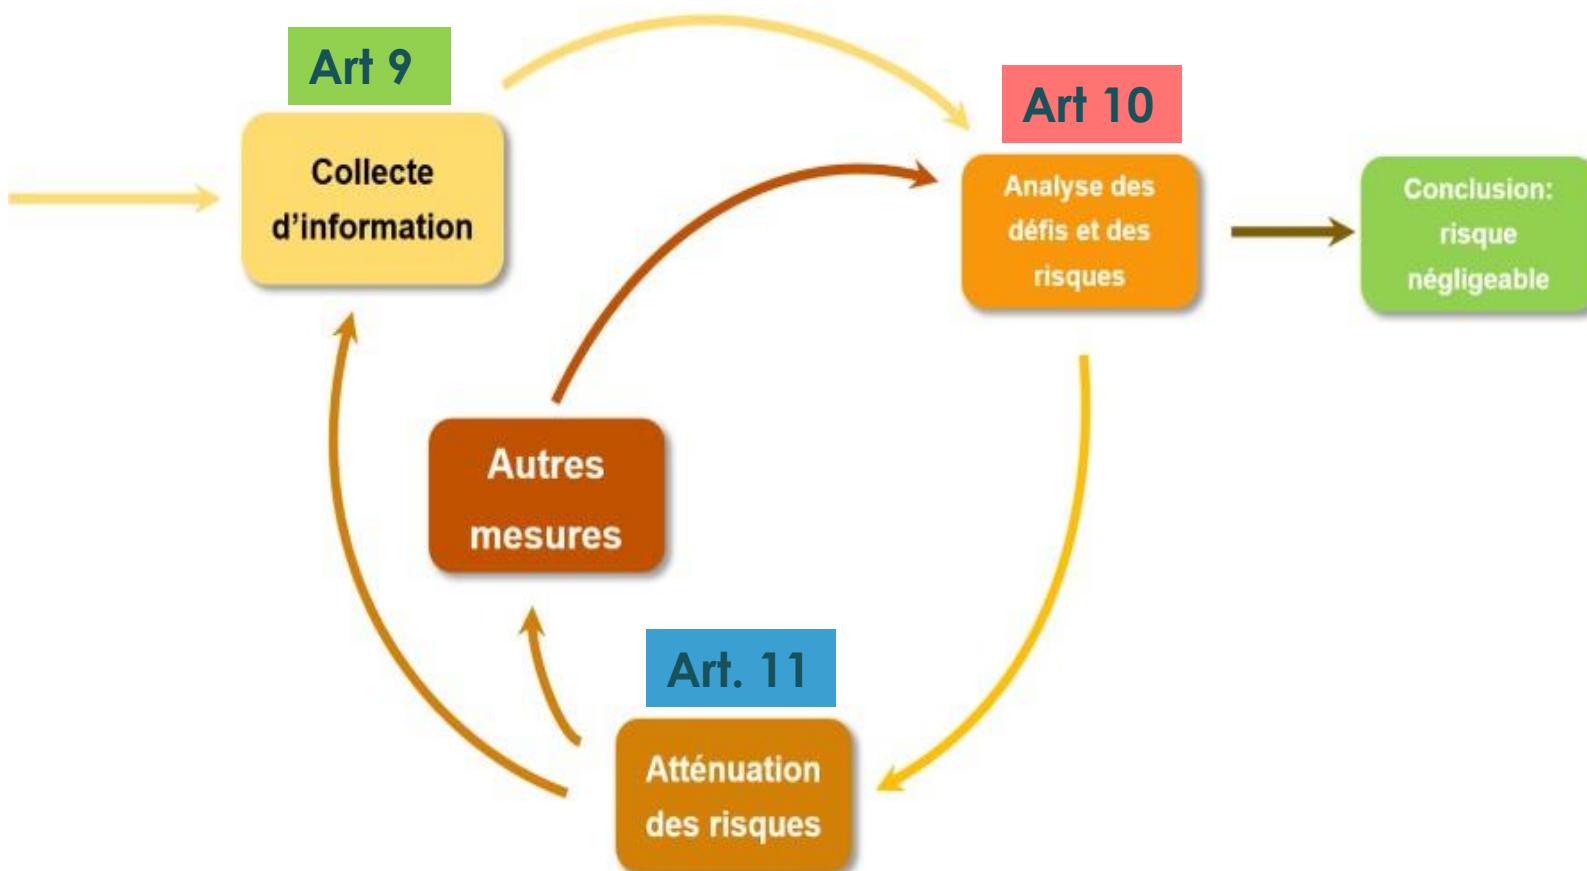 Art 9
Collecte
d’information
Art 10
Analyse des
défis et des
risques
Conclusion:
risque
négligeable
Autres
mesures
Art. 11
Atténuation
des risques